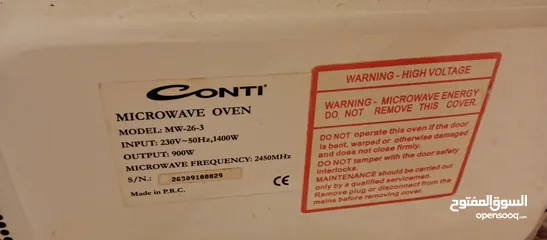 CONTI
MICROWAVE OVEN
MODEL: MW-26-3
INPUT: 230V~50Hz,1400W
OUTPUT: 900W
MICROWAVE FREQUENCY: 2450MHz
S/N.: 26309100829
Made in P.R.C.
CE
WARNING - HIGH VOLTAGE
WARNING - MICROWAVE ENERGY
DO NOT REMOVE THIS COVER.
DO NOT operate this oven if the door
is bent, warped or otherwise damaged
and does not close firmly.
DO NOT tamper with the door safety
interlocks.
MAINTENANCE should be carried out
only by a qualified serviceman.
Remove plug or disconnect from the
mains before removing cover.
السوق المفتوح
opensooq.com